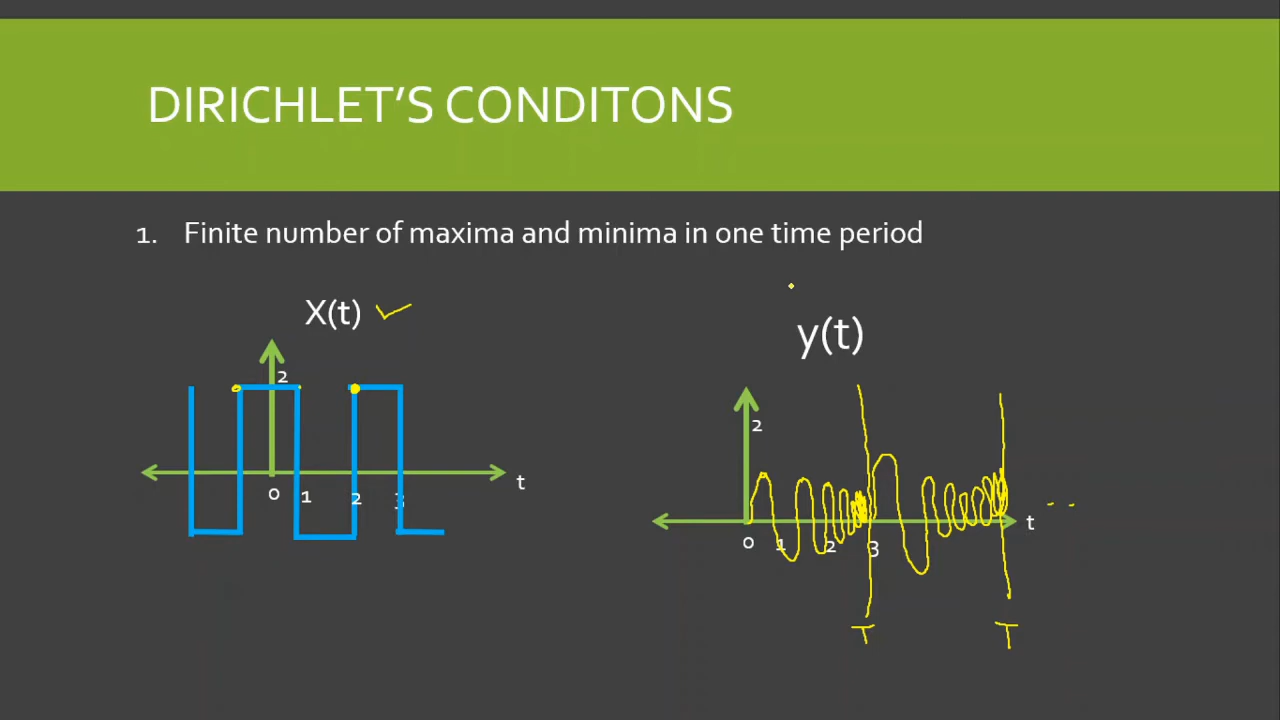 DIRICHLET’S CONDITONS
1. Finite number of maxima and minima in one time period
X(t)
y(t)
2
2
0 1 2 3
t
t
0 1 2 3
T T